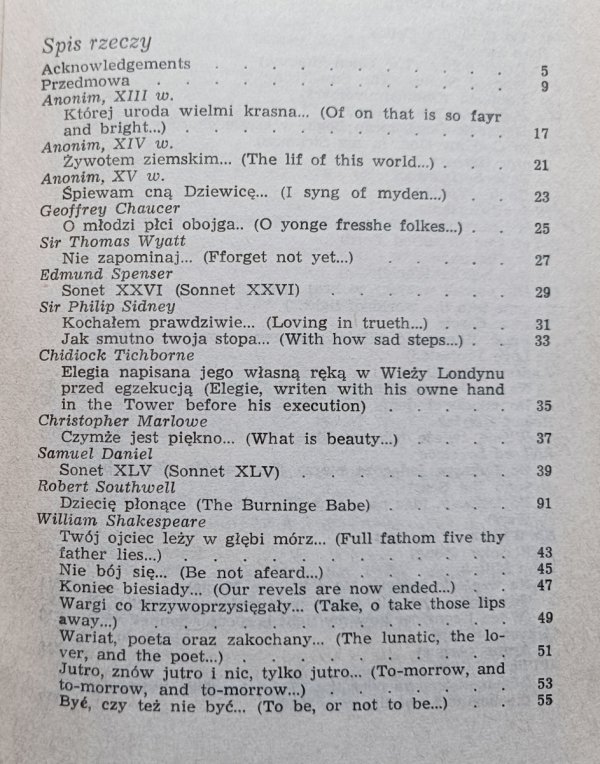 Spis rzeczy
Acknowledgements . . . . . . . . . . . 5
Przedmowa . . . . . . . . . . . . . 9
Anonim, XIII w.
Której uroda wielmi krasna... (Of on that is so fayr
and bright...) . . . . . . . . . . . 17
Anonim, XIV w.
Żywotem ziemskim... (The lif of this world...) . . . 21
Anonim, XV w.
Śpiewam cną Dziewicę... (I syng of myden...) . . 23
Geoffrey Chaucer
O młodzi płci obojga.. (O yonge fresshe folkes...) . 25
Sir Thomas Wyatt
Nie zapominaj... (Fforget not yet...) . . . . . 27
Edmund Spenser
Sonet XXVI (Sonnet XXVI) . . . . . . . 29
Sir Philip Sidney
Kochałem prawdziwie... (Loving in trueth...) . . 31
Jak smutno twoja stopa... (With how sad steps...) . . 33
Chidiock Tichborne
Elegia napisana jego własną ręką w Wieży Londynu
przed egzekucją (Elegie, writen with his owne hand
in the Tower before his execution) . . . . . 35
Christopher Marlowe
Czymże jest piękno... (What is beauty...) . . . . 37
Samuel Daniel
Sonet XLV (Sonnet XLV) . . . . . . . . 39
Robert Southwell
Dziecię płonące (The Burninge Babe) . . . . . 91
William Shakespeare
Twój ojciec leży w głębi mórz... (Full fathom five thy
father lies...) . . . . . . . . . . . 43
Nie bój się... (Be not afeard...) . . . . . . . 45
Koniec biesiady... (Our revels are now ended...) . . 47
Wargi co krzywoprzysięgały... (Take, o take those lips
away...) . . . . . . . . . . . . . 49
Wariat, poeta oraz zakochany... (The lunatic, the lo-
ver, and the poet...) . . . . . . . . . 51
Jutro, znów jutro i nic, tylko jutro... (To-morrow, and
to-morrow, and to-morrow...) . . . . . . . 53
Być, czy też nie być... (To be, or not to be...) . . 55